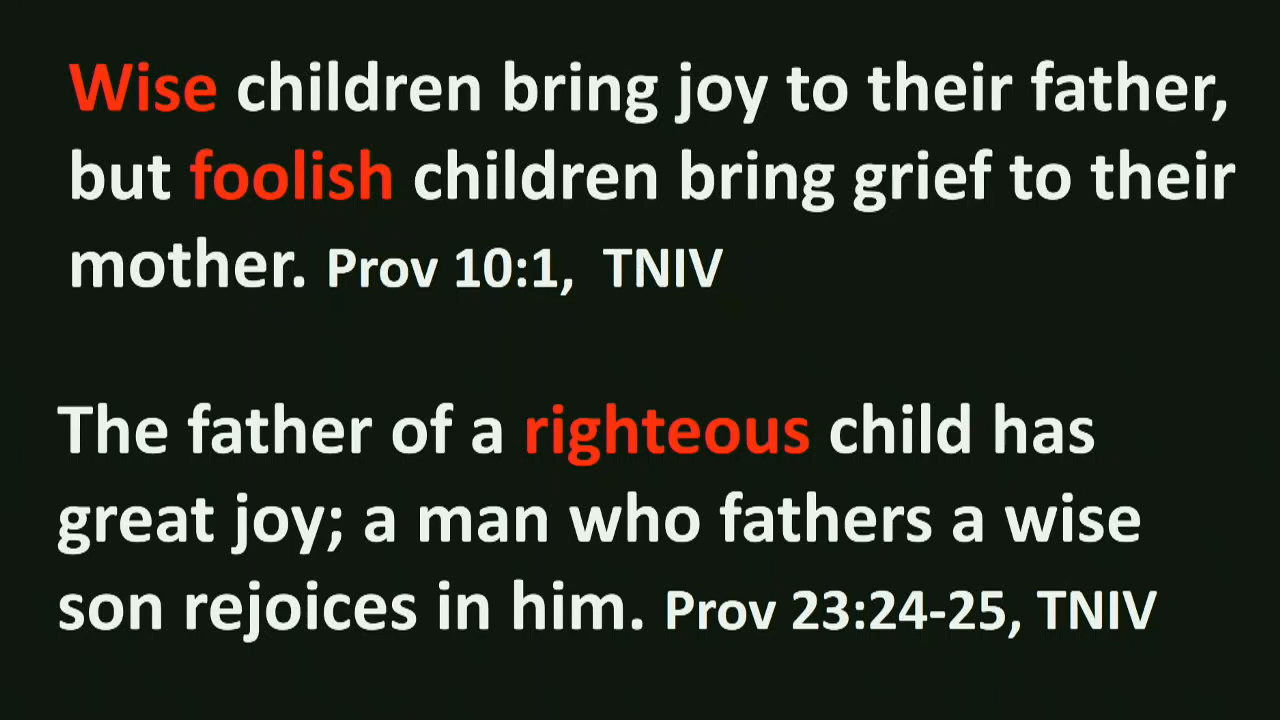 Wise children bring joy to their father,
but foolish children bring grief to their
mother. Prov 10:1, TNIV
The father of a righteous child has
great joy; a man who fathers a wise
son rejoices in him. Prov 23:24-25, TNIV